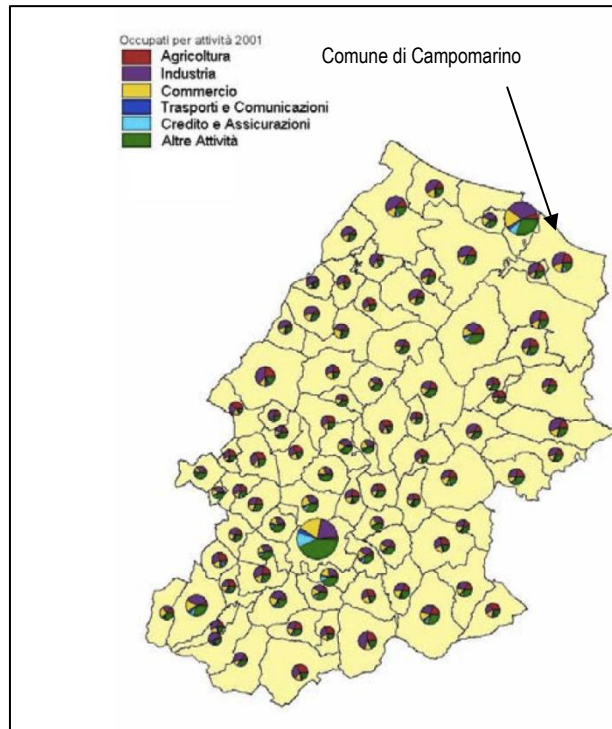 Occupati per attività 2001
Agricoltura
Industria
Commercio
Trasporti e Comunicazioni
Credito e Assicurazioni
Altre Attività
Comune di Campomarino